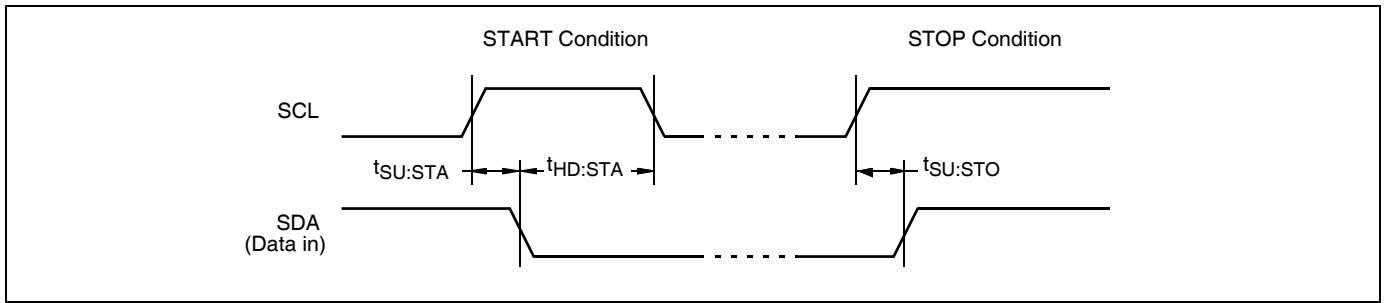 START Condition
STOP Condition
SCL
tSU:STA
tHD:STA
tSU:STO
SDA
(Data in)